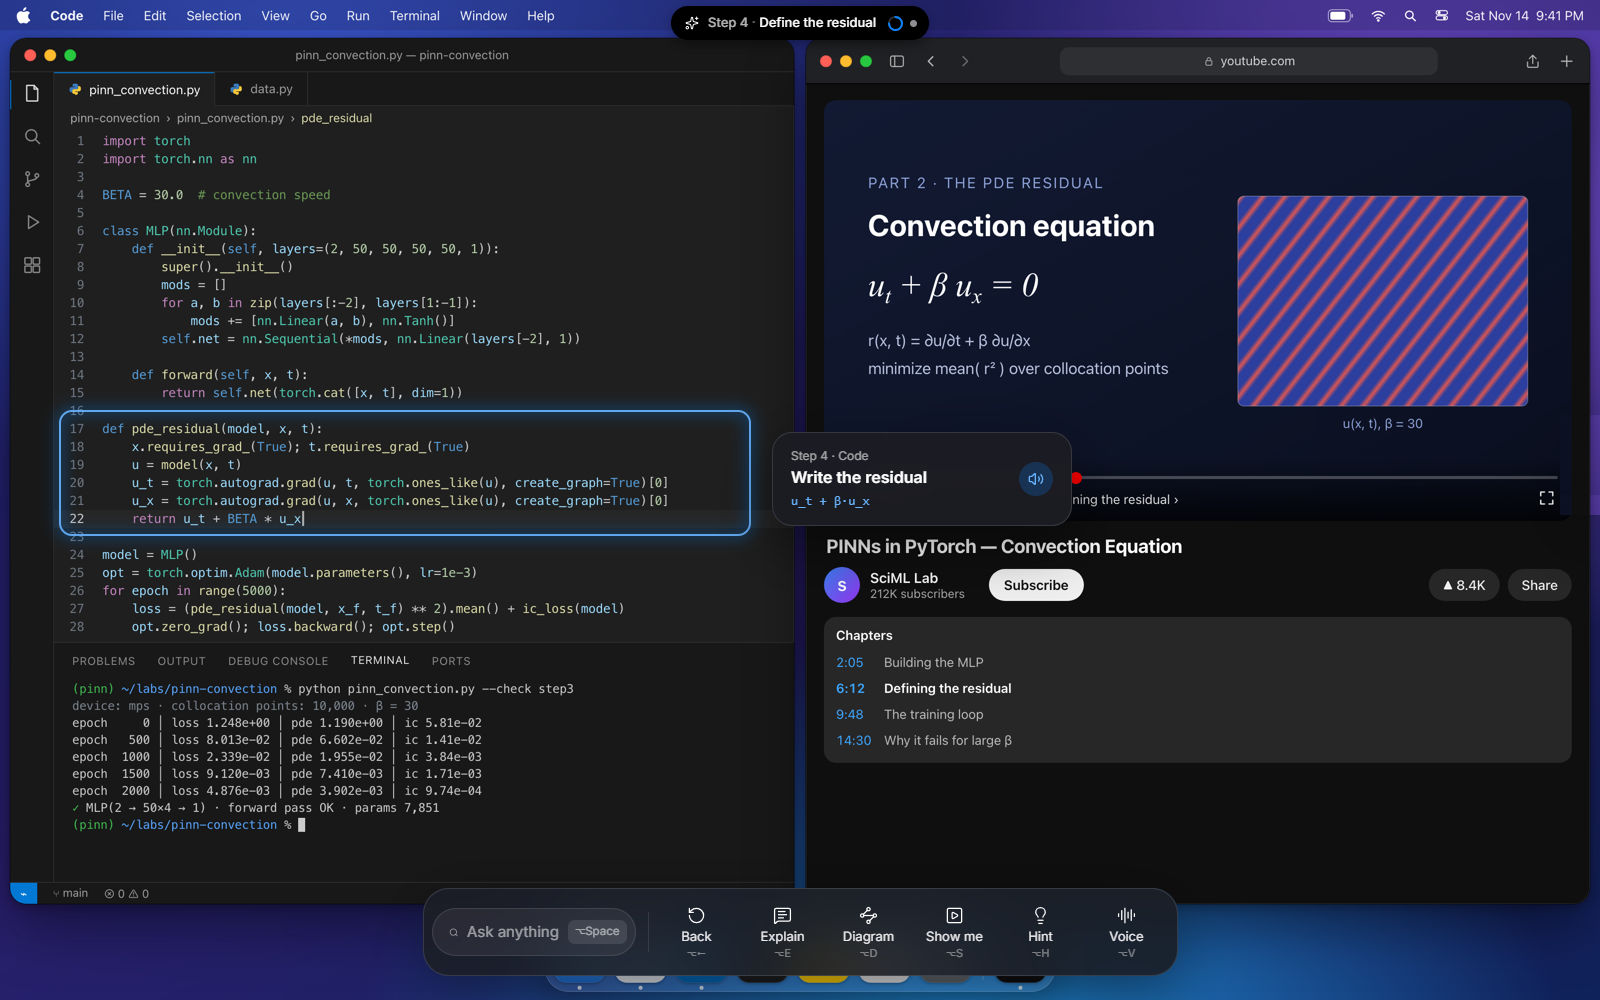 Code File Edit Selection View Go Run Terminal Window Help
Step 4 · Define the residual
Sat Nov 14 9:41 PM
pinn_convection.py — pinn-convection
pinn_convection.py
data.py
pinn-convection › pinn_convection.py › pde_residual
1 import torch
2 import torch.nn as nn
3
4 BETA = 30.0  # convection speed
5
6 class MLP(nn.Module):
7     def __init__(self, layers=(2, 50, 50, 50, 50, 1)):
8         super().__init__()
9         mods = []
10         for a, b in zip(layers[:-2], layers[1:-1]):
11             mods += [nn.Linear(a, b), nn.Tanh()]
12         self.net = nn.Sequential(*mods, nn.Linear(layers[-2], 1))
13
14     def forward(self, x, t):
15         return self.net(torch.cat([x, t], dim=1))
16
17 def pde_residual(model, x, t):
18     x.requires_grad_(True); t.requires_grad_(True)
19     u = model(x, t)
20     u_t = torch.autograd.grad(u, t, torch.ones_like(u), create_graph=True)[0]
21     u_x = torch.autograd.grad(u, x, torch.ones_like(u), create_graph=True)[0]
22     return u_t + BETA * u_x
23
24 model = MLP()
25 opt = torch.optim.Adam(model.parameters(), lr=1e-3)
26 for epoch in range(5000):
27     loss = (pde_residual(model, x_f, t_f) ** 2).mean() + ic_loss(model)
28     opt.zero_grad(); loss.backward(); opt.step()
PROBLEMS OUTPUT DEBUG CONSOLE TERMINAL PORTS
(pinn) ~/labs/pinn-convection % python pinn_convection.py --check step3
device: mps · collocation points: 10,000 · β = 30
epoch     0 │ loss 1.248e+00 │ pde 1.190e+00 │ ic 5.81e-02
epoch   500 │ loss 8.013e-02 │ pde 6.602e-02 │ ic 1.41e-02
epoch  1000 │ loss 2.339e-02 │ pde 1.955e-02 │ ic 3.84e-03
epoch  1500 │ loss 9.120e-03 │ pde 7.410e-03 │ ic 1.71e-03
epoch  2000 │ loss 4.876e-03 │ pde 3.902e-03 │ ic 9.74e-04
✓ MLP(2 → 50×4 → 1) · forward pass OK · params 7,851
(pinn) ~/labs/pinn-convection %
main 0 0
youtube.com
PART 2 · THE PDE RESIDUAL
Convection equation
u_t + β u_x = 0
r(x, t) = ∂u/∂t + β ∂u/∂x
minimize mean( r² ) over collocation points
u(x, t), β = 30
Step 4 · Code
Write the residual
u_t + β·u_x
ning the residual ›
PINNs in PyTorch — Convection Equation
S
SciML Lab
212K subscribers
Subscribe
▲ 8.4K
Share
Chapters
2:05 Building the MLP
6:12 Defining the residual
9:48 The training loop
14:30 Why it fails for large β
Ask anything ⌥Space
Back ⌥←
Explain ⌥E
Diagram ⌥D
Show me ⌥S
Hint ⌥H
Voice ⌥V